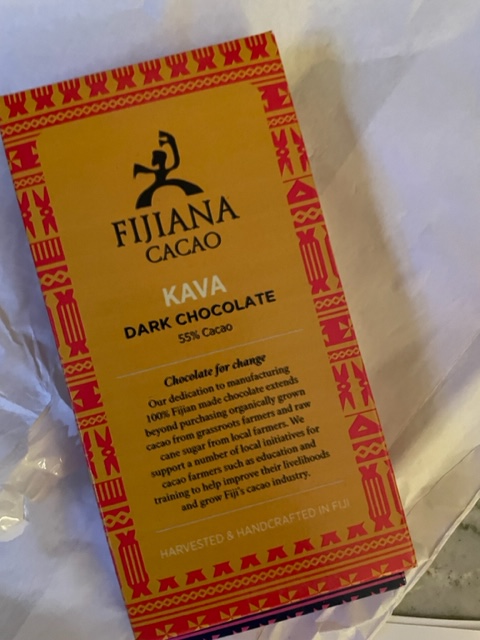 FIJIANA
CACAO
KAVA
DARK CHOCOLATE
55% Cacao
Chocolate for change
Our dedication to manufacturing
100% Fijian made chocolate extends
beyond purchasing organically grown
cacao from grassroots farmers and raw
cane sugar from local farmers. We
support a number of local initiatives for
cacao farmers such as education and
training to help improve their livelihoods
and grow Fiji's cacao industry.
HARVESTED & HANDCRAFTED IN FIJI